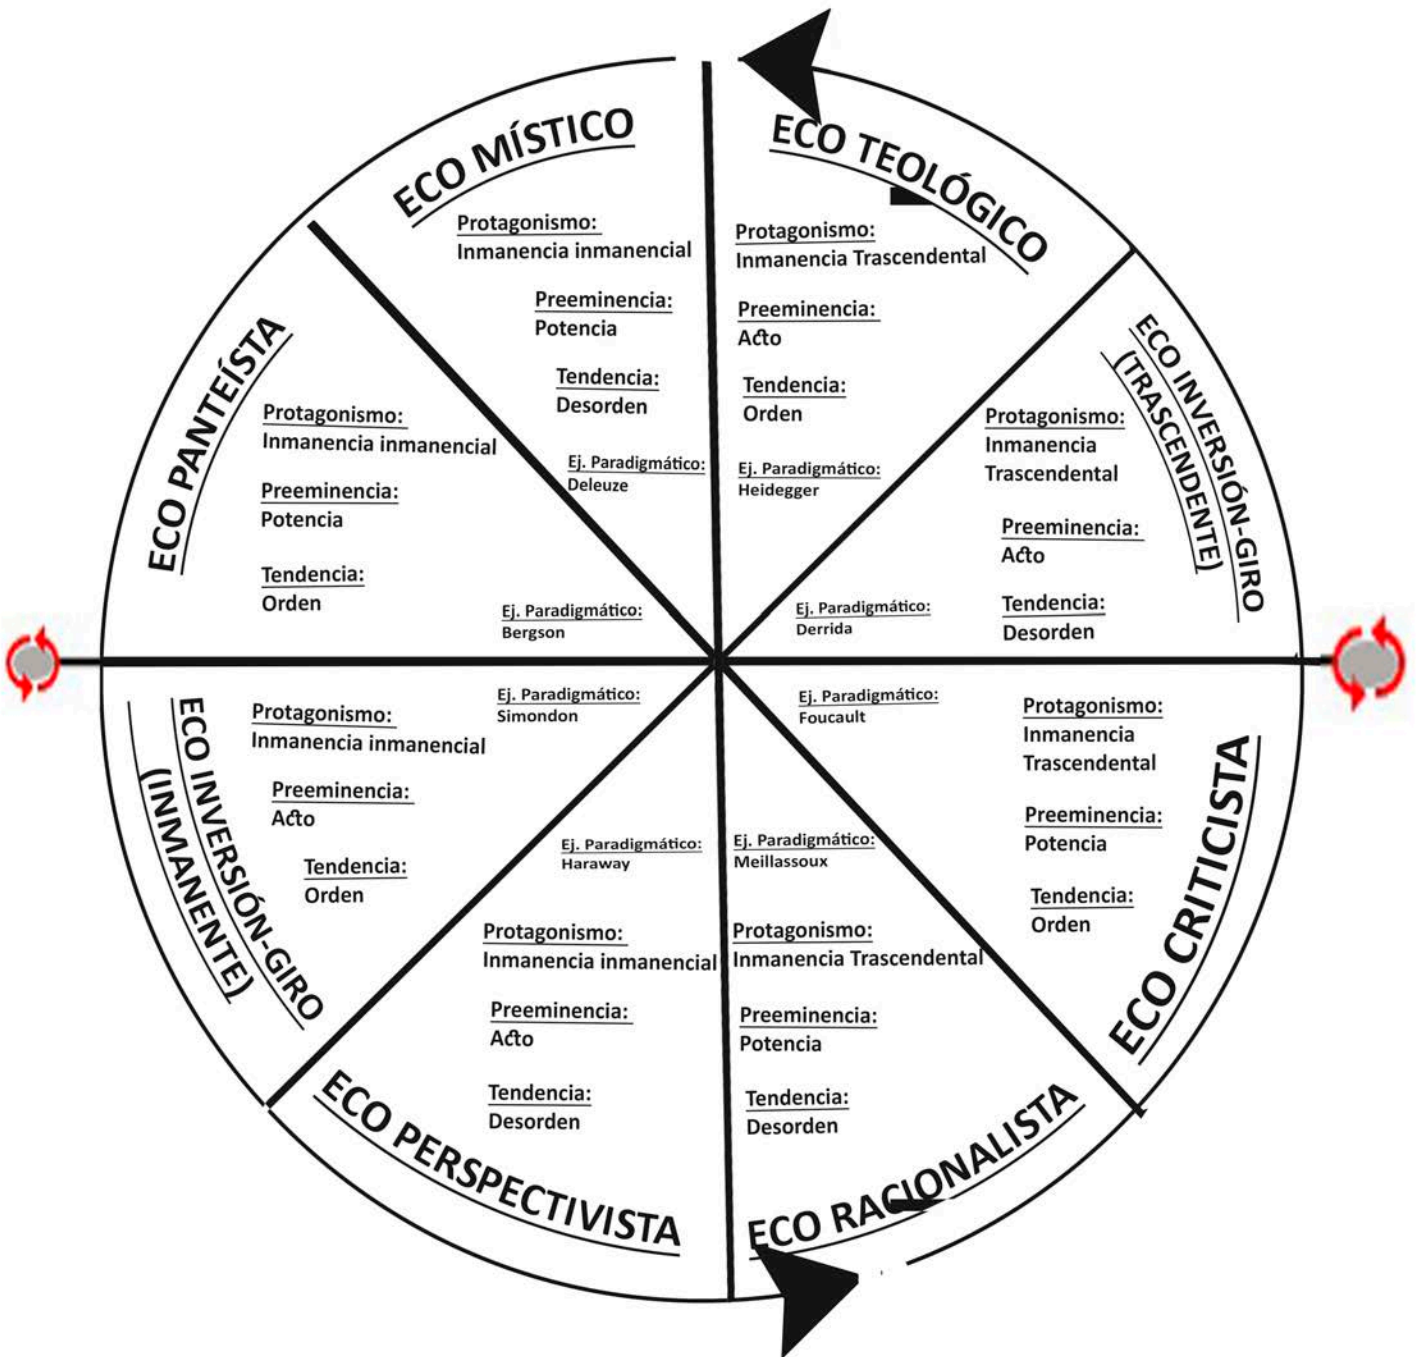 ECO MÍSTICO
Protagonismo:
Inmanencia inmanencial
Preeminencia:
Potencia
Tendencia:
Desorden
Ej. Paradigmático:
Deleuze
ECO TEOLÓGICO
Protagonismo:
Inmanencia Trascendental
Preeminencia:
Acto
Tendencia:
Orden
Ej. Paradigmático:
Heidegger
ECO INVERSIÓN-GIRO
(TRASCENDENTE)
Protagonismo:
Inmanencia
Trascendental
Preeminencia:
Acto
Tendencia:
Desorden
Ej. Paradigmático:
Derrida
ECO CRITICISTA
Protagonismo:
Inmanencia
Trascendental
Preeminencia:
Potencia
Tendencia:
Orden
Ej. Paradigmático:
Foucault
ECO RACIONALISTA
Ej. Paradigmático:
Meillassoux
Protagonismo:
Inmanencia Trascendental
Preeminencia:
Potencia
Tendencia:
Desorden
ECO PERSPECTIVISTA
Ej. Paradigmático:
Haraway
Protagonismo:
Inmanencia inmanencial
Preeminencia:
Acto
Tendencia:
Desorden
ECO INVERSIÓN-GIRO
(INMANENTE)
Ej. Paradigmático:
Simondon
Protagonismo:
Inmanencia inmanencial
Preeminencia:
Acto
Tendencia:
Orden
ECO PANTEÍSTA
Protagonismo:
Inmanencia inmanencial
Preeminencia:
Potencia
Tendencia:
Orden
Ej. Paradigmático:
Bergson